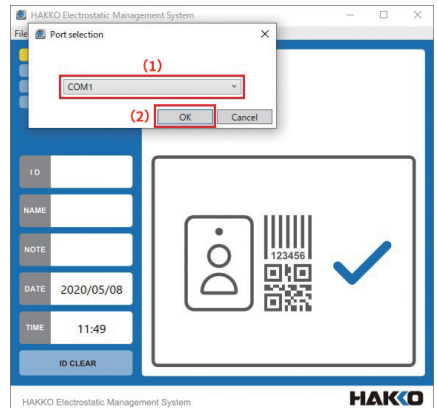 HAKKO Electrostatic Management System
File
Port selection
(1)
COM1
(2)
OK
Cancel
ID
NAME
NOTE
DATE
2020/05/08
TIME
11:49
ID CLEAR
123456
HAKKO Electrostatic Management System
HAKKO